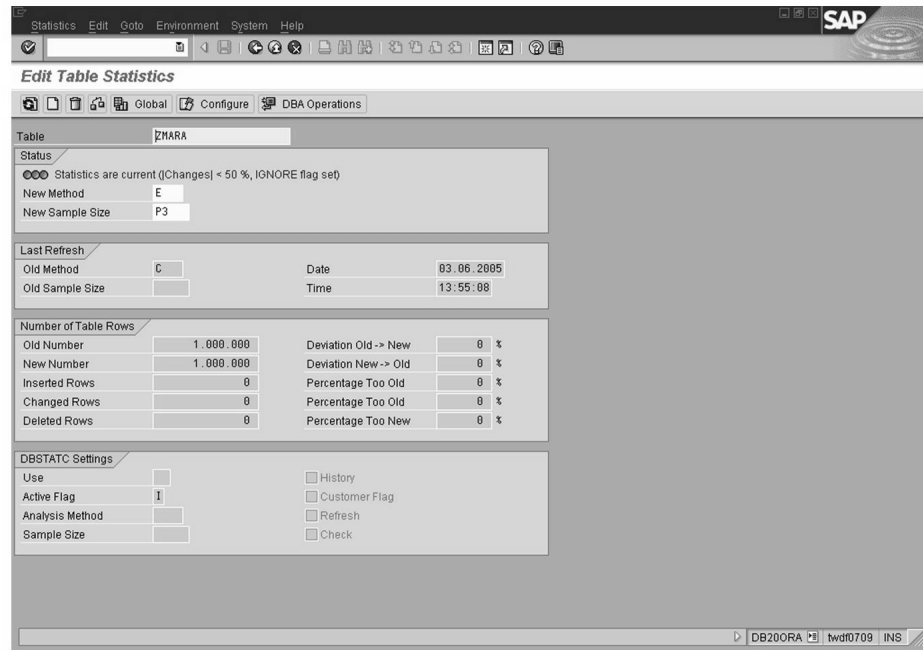 Statistics Edit Goto Environment System Help
SAP
Edit Table Statistics
Global Configure DBA Operations
Table ZMARA
Status
Statistics are current (|Changes| < 50 %, IGNORE flag set)
New Method E
New Sample Size P3
Last Refresh
Old Method C Date 03.06.2005
Old Sample Size Time 13:55:08
Number of Table Rows
Old Number 1.000.000 Deviation Old -> New 0 %
New Number 1.000.000 Deviation New -> Old 0 %
Inserted Rows 0 Percentage Too Old 0 %
Changed Rows 0 Percentage Too Old 0 %
Deleted Rows 0 Percentage Too New 0 %
DBSTATC Settings
Use History
Active Flag I Customer Flag
Analysis Method Refresh
Sample Size Check
DB20ORA twdf0709 INS